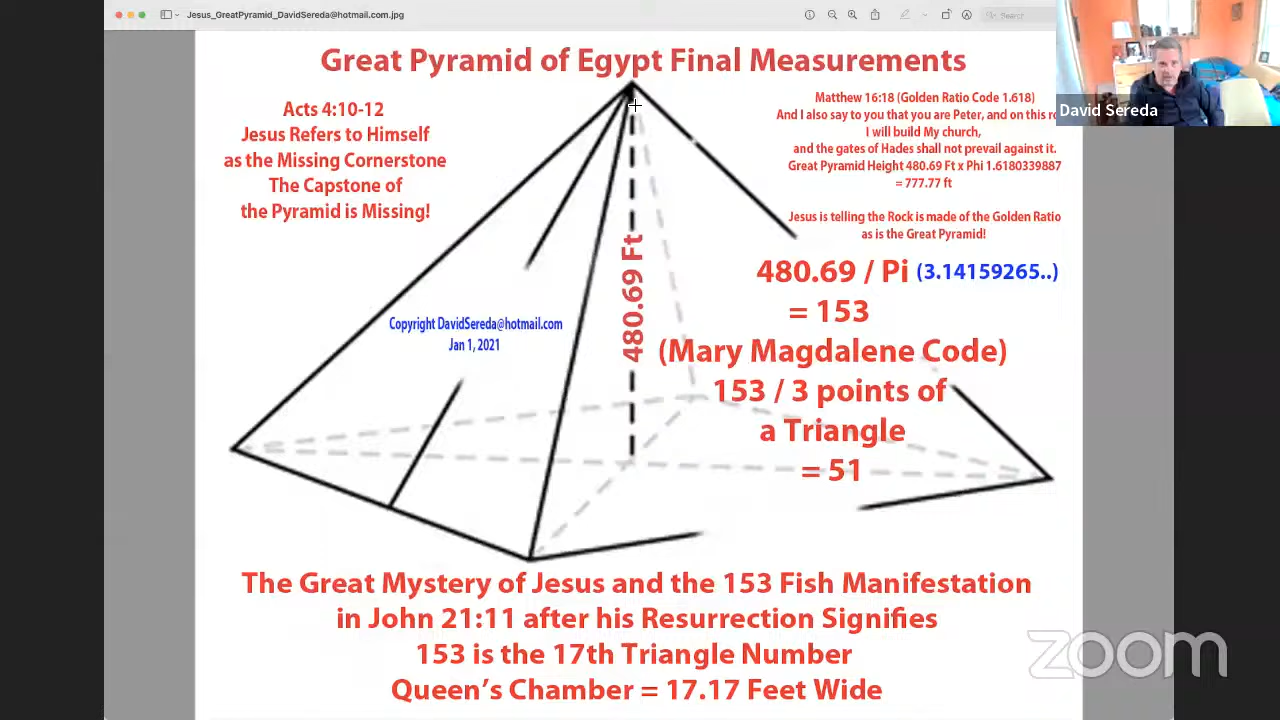 Jesus_GreatPyramid_DavidSereda@hotmail.com.jpg
Search
Great Pyramid of Egypt Final Measurements
Acts 4:10-12
Jesus Refers to Himself
as the Missing Cornerstone
The Capstone of
the Pyramid is Missing!
Matthew 16:18 (Golden Ratio Code 1.618)
And I also say to you that you are Peter, and on this
I will build My church,
and the gates of Hades shall not prevail against it.
Great Pyramid Height 480.69 Ft x Phi 1.6180339887
= 777.77 ft
Jesus is telling the Rock is made of the Golden Ratio
as is the Great Pyramid!
David Sereda
480.69 Ft
480.69 / Pi (3.14159265..)
= 153
(Mary Magdalene Code)
153 / 3 points of
a Triangle
= 51
Copyright DavidSereda@hotmail.com
Jan 1, 2021
The Great Mystery of Jesus and the 153 Fish Manifestation
in John 21:11 after his Resurrection Signifies
153 is the 17th Triangle Number
Queen's Chamber = 17.17 Feet Wide
zoom